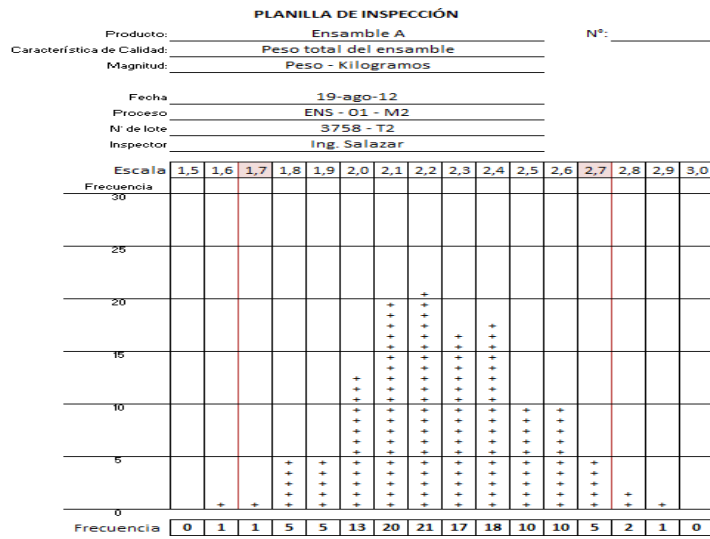 PLANILLA DE INSPECCIÓN
Producto: Ensamble A N°:
Característica de Calidad: Peso total del ensamble
Magnitud: Peso - Kilogramos
Fecha 19-ago-12
Proceso ENS - 01 - M2
N° de lote 3758 - T2
Inspector Ing. Salazar
Escala 1,5 1,6 1,7 1,8 1,9 2,0 2,1 2,2 2,3 2,4 2,5 2,6 2,7 2,8 2,9 3,0
Frecuencia
30
25
20
15
10
5
0
Frecuencia 0 1 1 5 5 13 20 21 17 18 10 10 5 2 1 0